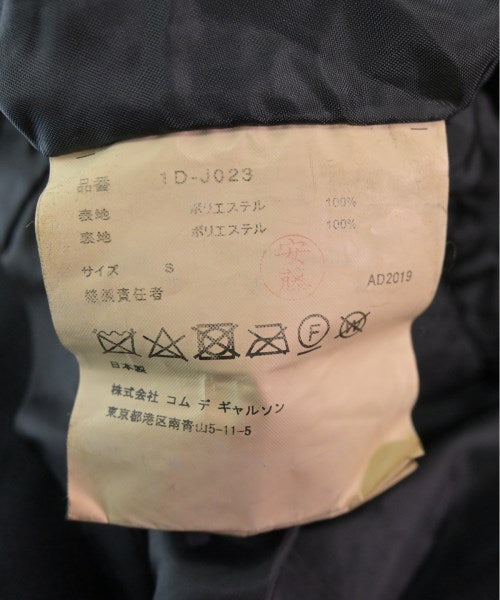 品番 1D-J023
表地 ポリエステル 100%
裏地 ポリエステル 100%
サイズ S
安藤
縫製責任者
AD2019
F
W
日本製
株式会社 コム デ ギャルソン
東京都港区南青山5-11-5